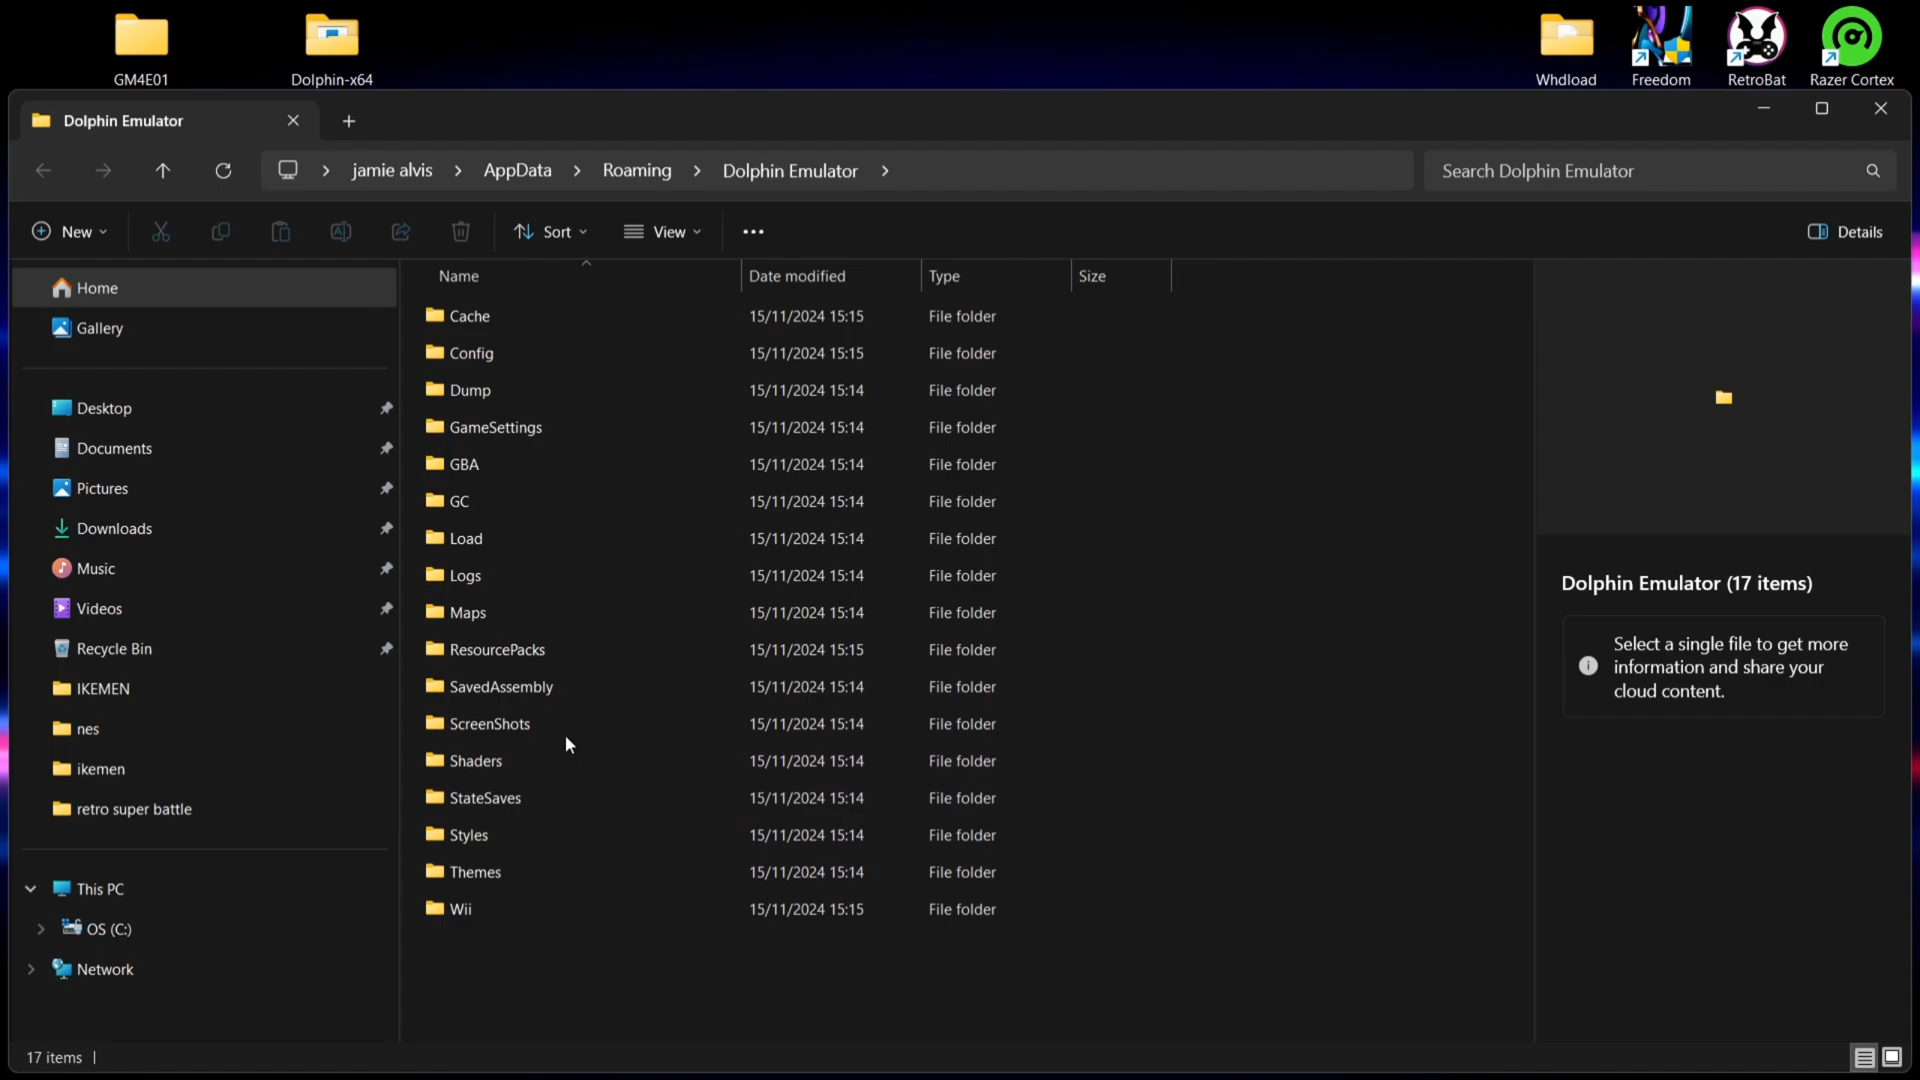 GM4E01
Dolphin-x64
Whdload
Freedom
RetroBat
Razer Cortex
Dolphin Emulator
jamie alvis > AppData > Roaming > Dolphin Emulator >
Search Dolphin Emulator
New
Sort
View
Details
Home
Gallery
Desktop
Documents
Pictures
Downloads
Music
Videos
Recycle Bin
IKEMEN
nes
ikemen
retro super battle
This PC
OS (C:)
Network
Name Date modified Type Size
Cache 15/11/2024 15:15 File folder
Config 15/11/2024 15:15 File folder
Dump 15/11/2024 15:14 File folder
GameSettings 15/11/2024 15:14 File folder
GBA 15/11/2024 15:14 File folder
GC 15/11/2024 15:14 File folder
Load 15/11/2024 15:14 File folder
Logs 15/11/2024 15:14 File folder
Maps 15/11/2024 15:14 File folder
ResourcePacks 15/11/2024 15:15 File folder
SavedAssembly 15/11/2024 15:14 File folder
ScreenShots 15/11/2024 15:14 File folder
Shaders 15/11/2024 15:14 File folder
StateSaves 15/11/2024 15:14 File folder
Styles 15/11/2024 15:14 File folder
Themes 15/11/2024 15:14 File folder
Wii 15/11/2024 15:15 File folder
Dolphin Emulator (17 items)
Select a single file to get more
information and share your
cloud content.
17 items